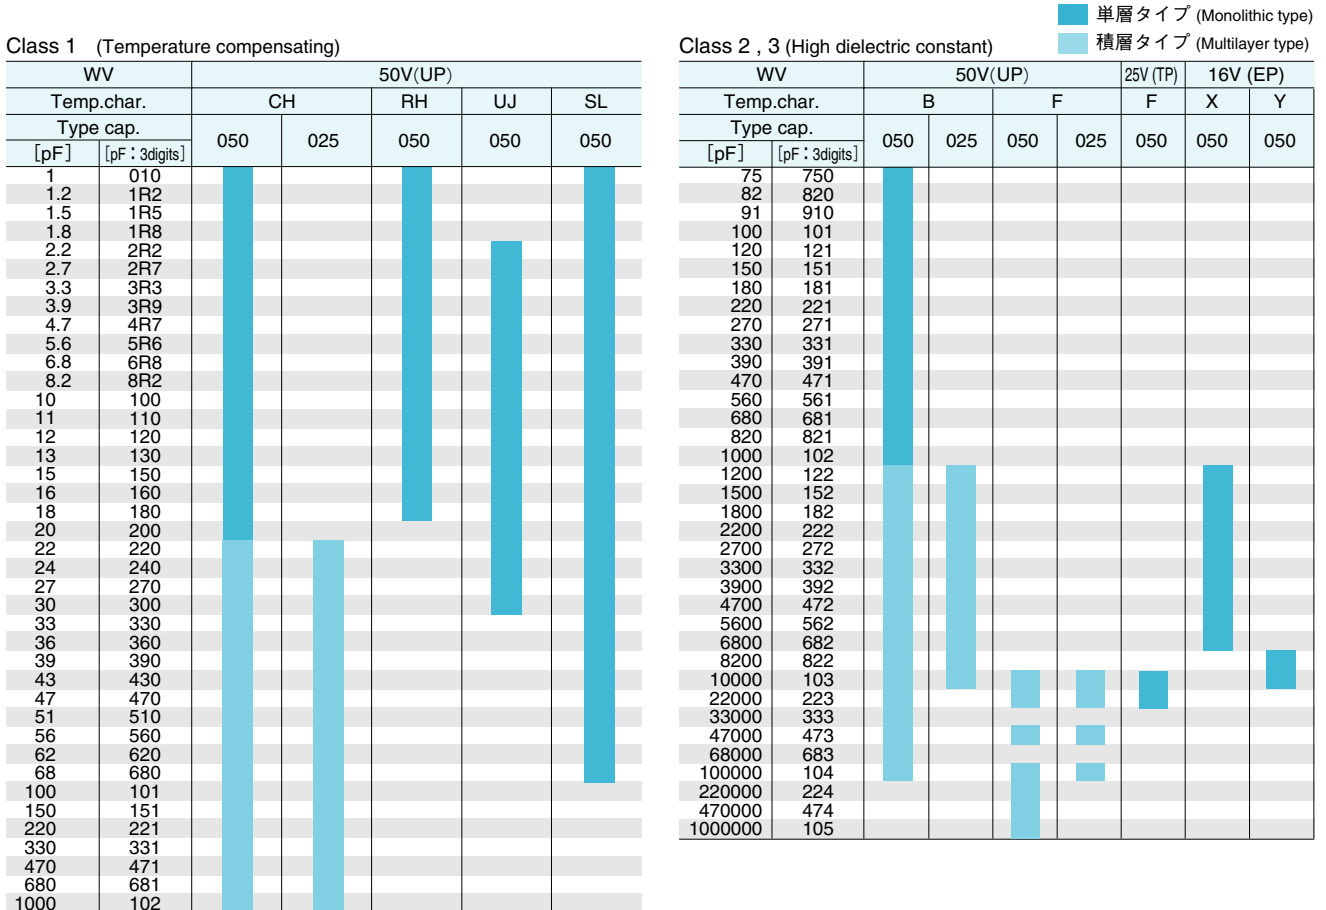 単層タイプ (Monolithic type)
積層タイプ (Multilayer type)
Class 1 (Temperature compensating)
WV 50V(UP)
Temp.char. CH RH UJ SL
Type cap. 050 025 050 050 050
[pF] [pF : 3digits]
1 010
1.2 1R2
1.5 1R5
1.8 1R8
2.2 2R2
2.7 2R7
3.3 3R3
3.9 3R9
4.7 4R7
5.6 5R6
6.8 6R8
8.2 8R2
10 100
11 110
12 120
13 130
15 150
16 160
18 180
20 200
22 220
24 240
27 270
30 300
33 330
36 360
39 390
43 430
47 470
51 510
56 560
62 620
68 680
100 101
150 151
220 221
330 331
470 471
680 681
1000 102
Class 2 , 3 (High dielectric constant)
WV 50V(UP) 25V (TP) 16V (EP)
Temp.char. B F F X Y
Type cap. 050 025 050 025 050 050 050
[pF] [pF : 3digits]
75 750
82 820
91 910
100 101
120 121
150 151
180 181
220 221
270 271
330 331
390 391
470 471
560 561
680 681
820 821
1000 102
1200 122
1500 152
1800 182
2200 222
2700 272
3300 332
3900 392
4700 472
5600 562
6800 682
8200 822
10000 103
22000 223
33000 333
47000 473
68000 683
100000 104
220000 224
470000 474
1000000 105